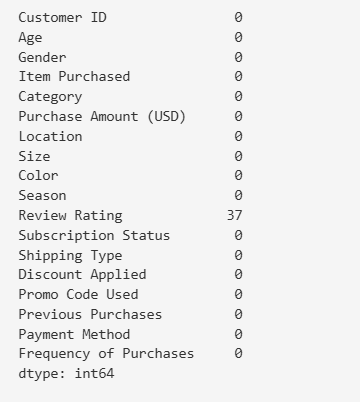 Customer ID 0
Age 0
Gender 0
Item Purchased 0
Category 0
Purchase Amount (USD) 0
Location 0
Size 0
Color 0
Season 0
Review Rating 37
Subscription Status 0
Shipping Type 0
Discount Applied 0
Promo Code Used 0
Previous Purchases 0
Payment Method 0
Frequency of Purchases 0
dtype: int64